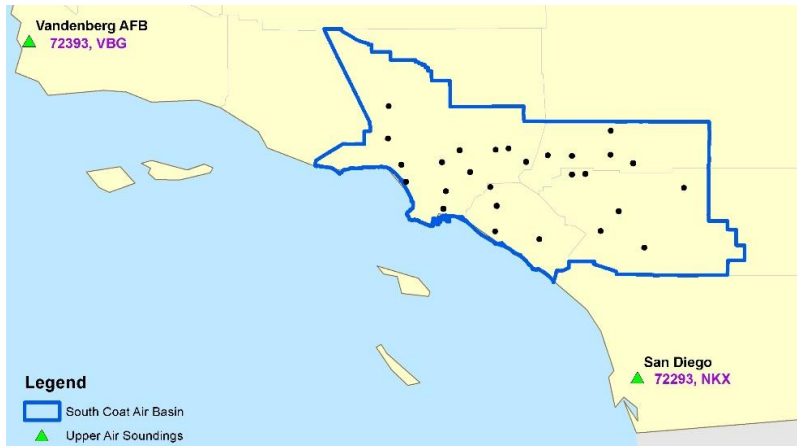 Vandenberg AFB
72393, VBG
San Diego
72293, NKX
Legend
South Coat Air Basin
Upper Air Soundings